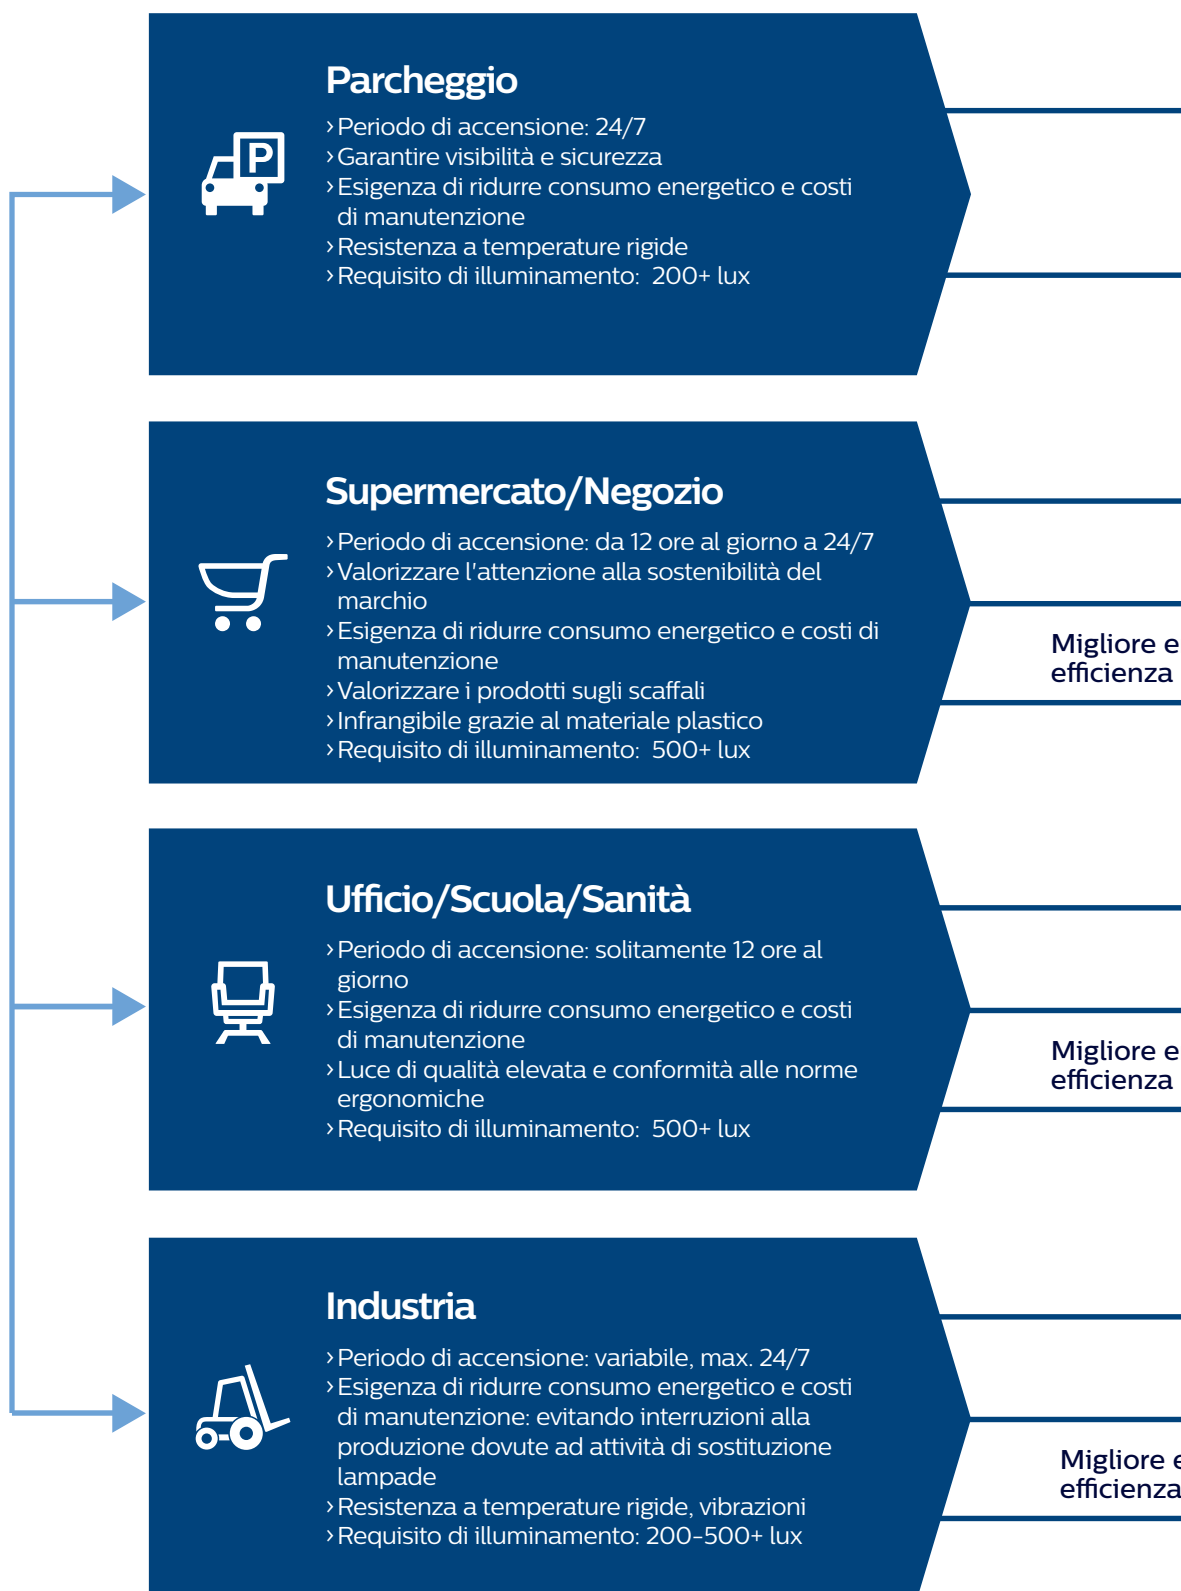 Parcheggio
› Periodo di accensione: 24/7
› Garantire visibilità e sicurezza
› Esigenza di ridurre consumo energetico e costi
di manutenzione
› Resistenza a temperature rigide
› Requisito di illuminamento: 200+ lux
P
Supermercato/Negozio
› Periodo di accensione: da 12 ore al giorno a 24/7
› Valorizzare l'attenzione alla sostenibilità del
marchio
› Esigenza di ridurre consumo energetico e costi di
manutenzione
› Valorizzare i prodotti sugli scaffali
› Infrangibile grazie al materiale plastico
› Requisito di illuminamento: 500+ lux
Migliore e
efficienza
Ufficio/Scuola/Sanità
› Periodo di accensione: solitamente 12 ore al
giorno
› Esigenza di ridurre consumo energetico e costi
di manutenzione
› Luce di qualità elevata e conformità alle norme
ergonomiche
› Requisito di illuminamento: 500+ lux
Migliore e
efficienza
Industria
› Periodo di accensione: variabile, max. 24/7
› Esigenza di ridurre consumo energetico e costi
di manutenzione: evitando interruzioni alla
produzione dovute ad attività di sostituzione
lampade
› Resistenza a temperature rigide, vibrazioni
› Requisito di illuminamento: 200-500+ lux
Migliore e
efficienza